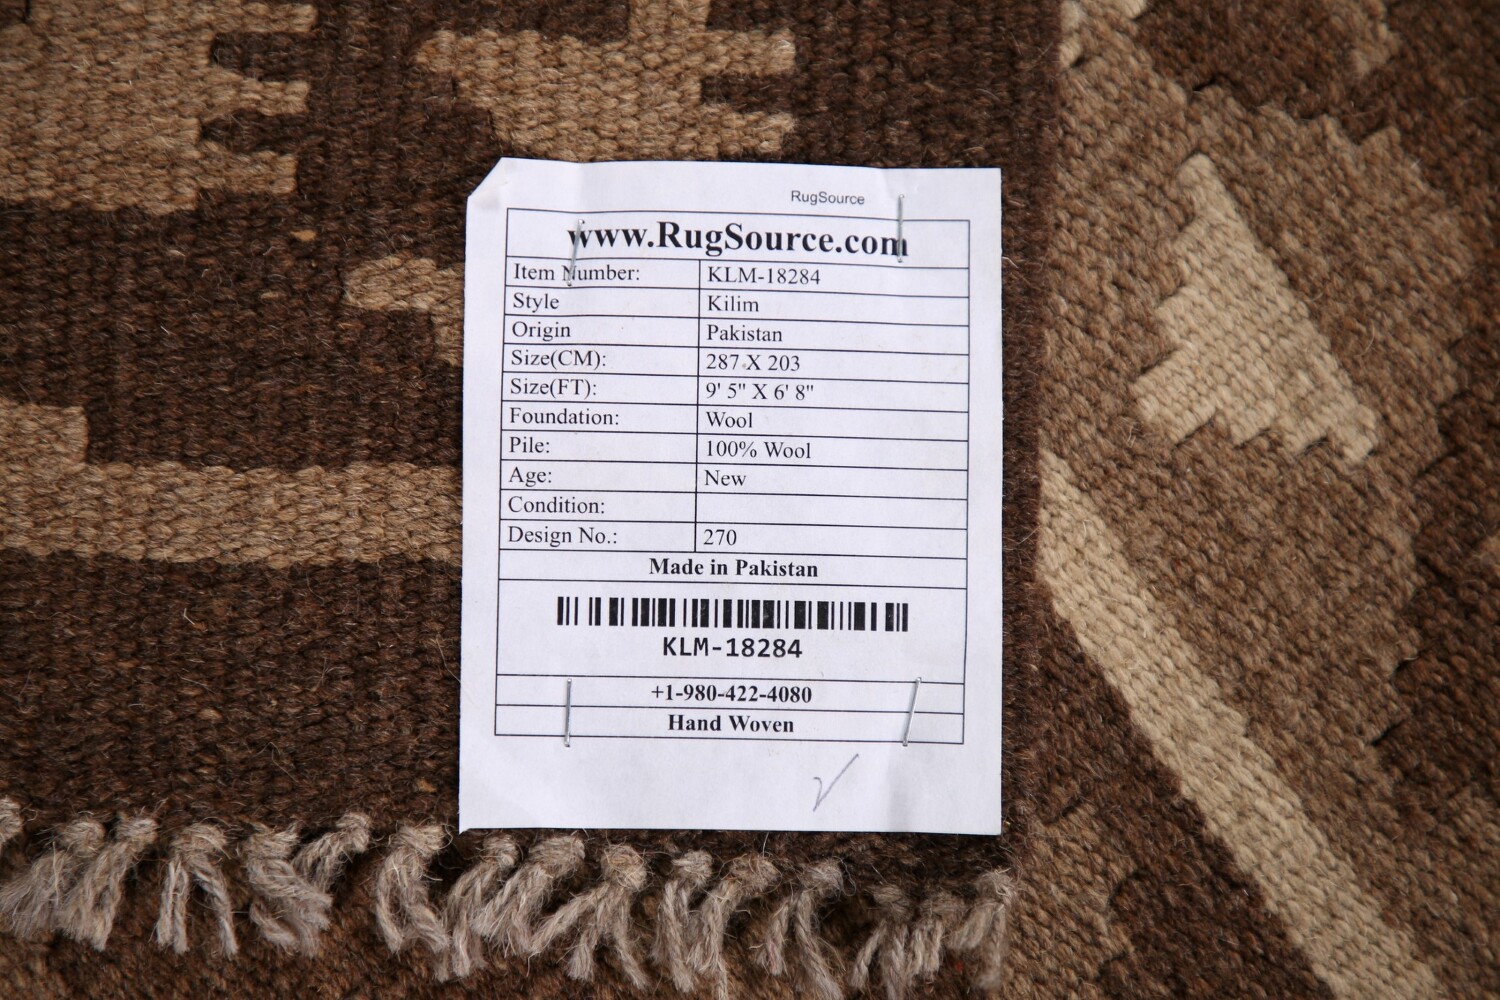 RugSource
www.RugSource.com
Item Number: KLM-18284
Style Kilim
Origin Pakistan
Size(CM): 287 X 203
Size(FT): 9' 5" X 6' 8"
Foundation: Wool
Pile: 100% Wool
Age: New
Condition:
Design No.: 270
Made in Pakistan
KLM-18284
+1-980-422-4080
Hand Woven